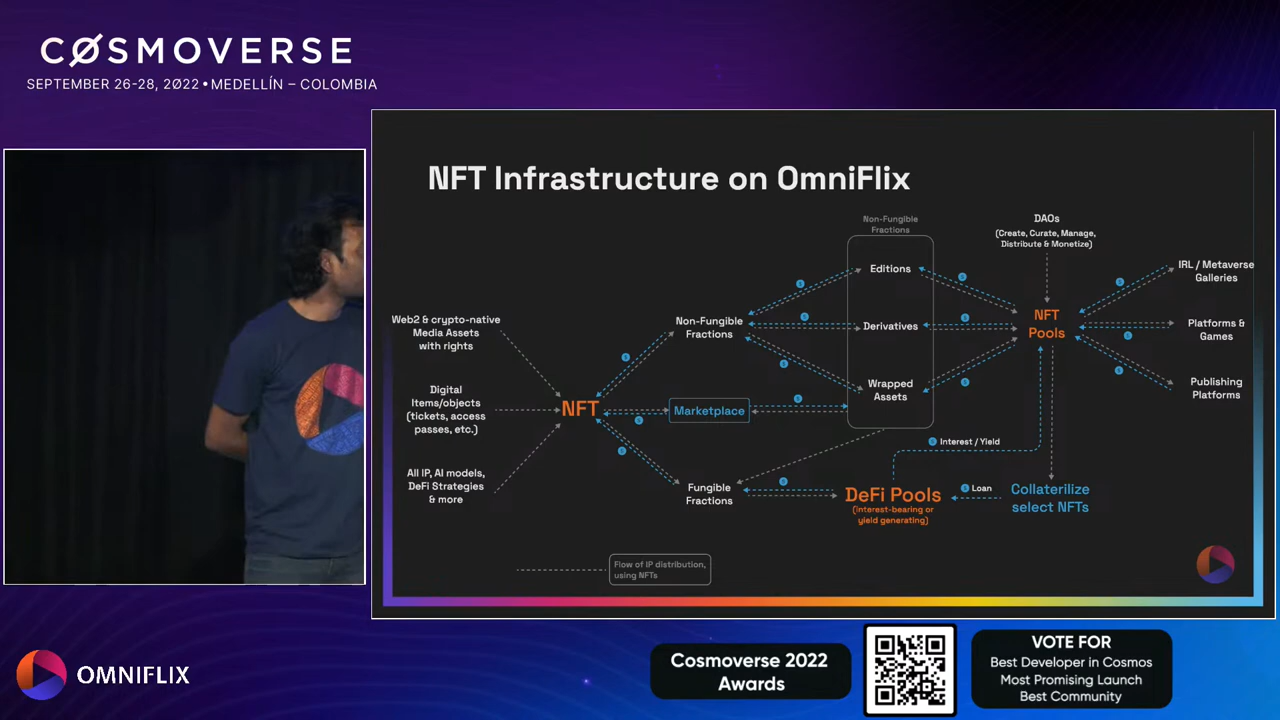 CØSMOVERSE
SEPTEMBER 26-28, 2Ø22 • MEDELLÍN – COLOMBIA
NFT Infrastructure on OmniFlix
Non-Fungible
Fractions
DAOs
(Create, Curate, Manage,
Distribute & Monetize)
Editions
IRL / Metaverse
Galleries
Web2 & crypto-native
Media Assets
with rights
Non-Fungible
Fractions
Derivatives
NFT
Pools
Platforms &
Games
Digital
Items/objects
(tickets, access
passes, etc.)
NFT
Marketplace
Wrapped
Assets
Publishing
Platforms
$ Interest / Yield
All IP, AI models,
DeFi Strategies
& more
Fungible
Fractions
DeFi Pools
(interest-bearing or
yield generating)
$ Loan
Collaterilize
select NFTs
Flow of IP distribution,
using NFTs
OMNIFLIX
Cosmoverse 2022
Awards
VOTE FOR
Best Developer in Cosmos
Most Promising Launch
Best Community